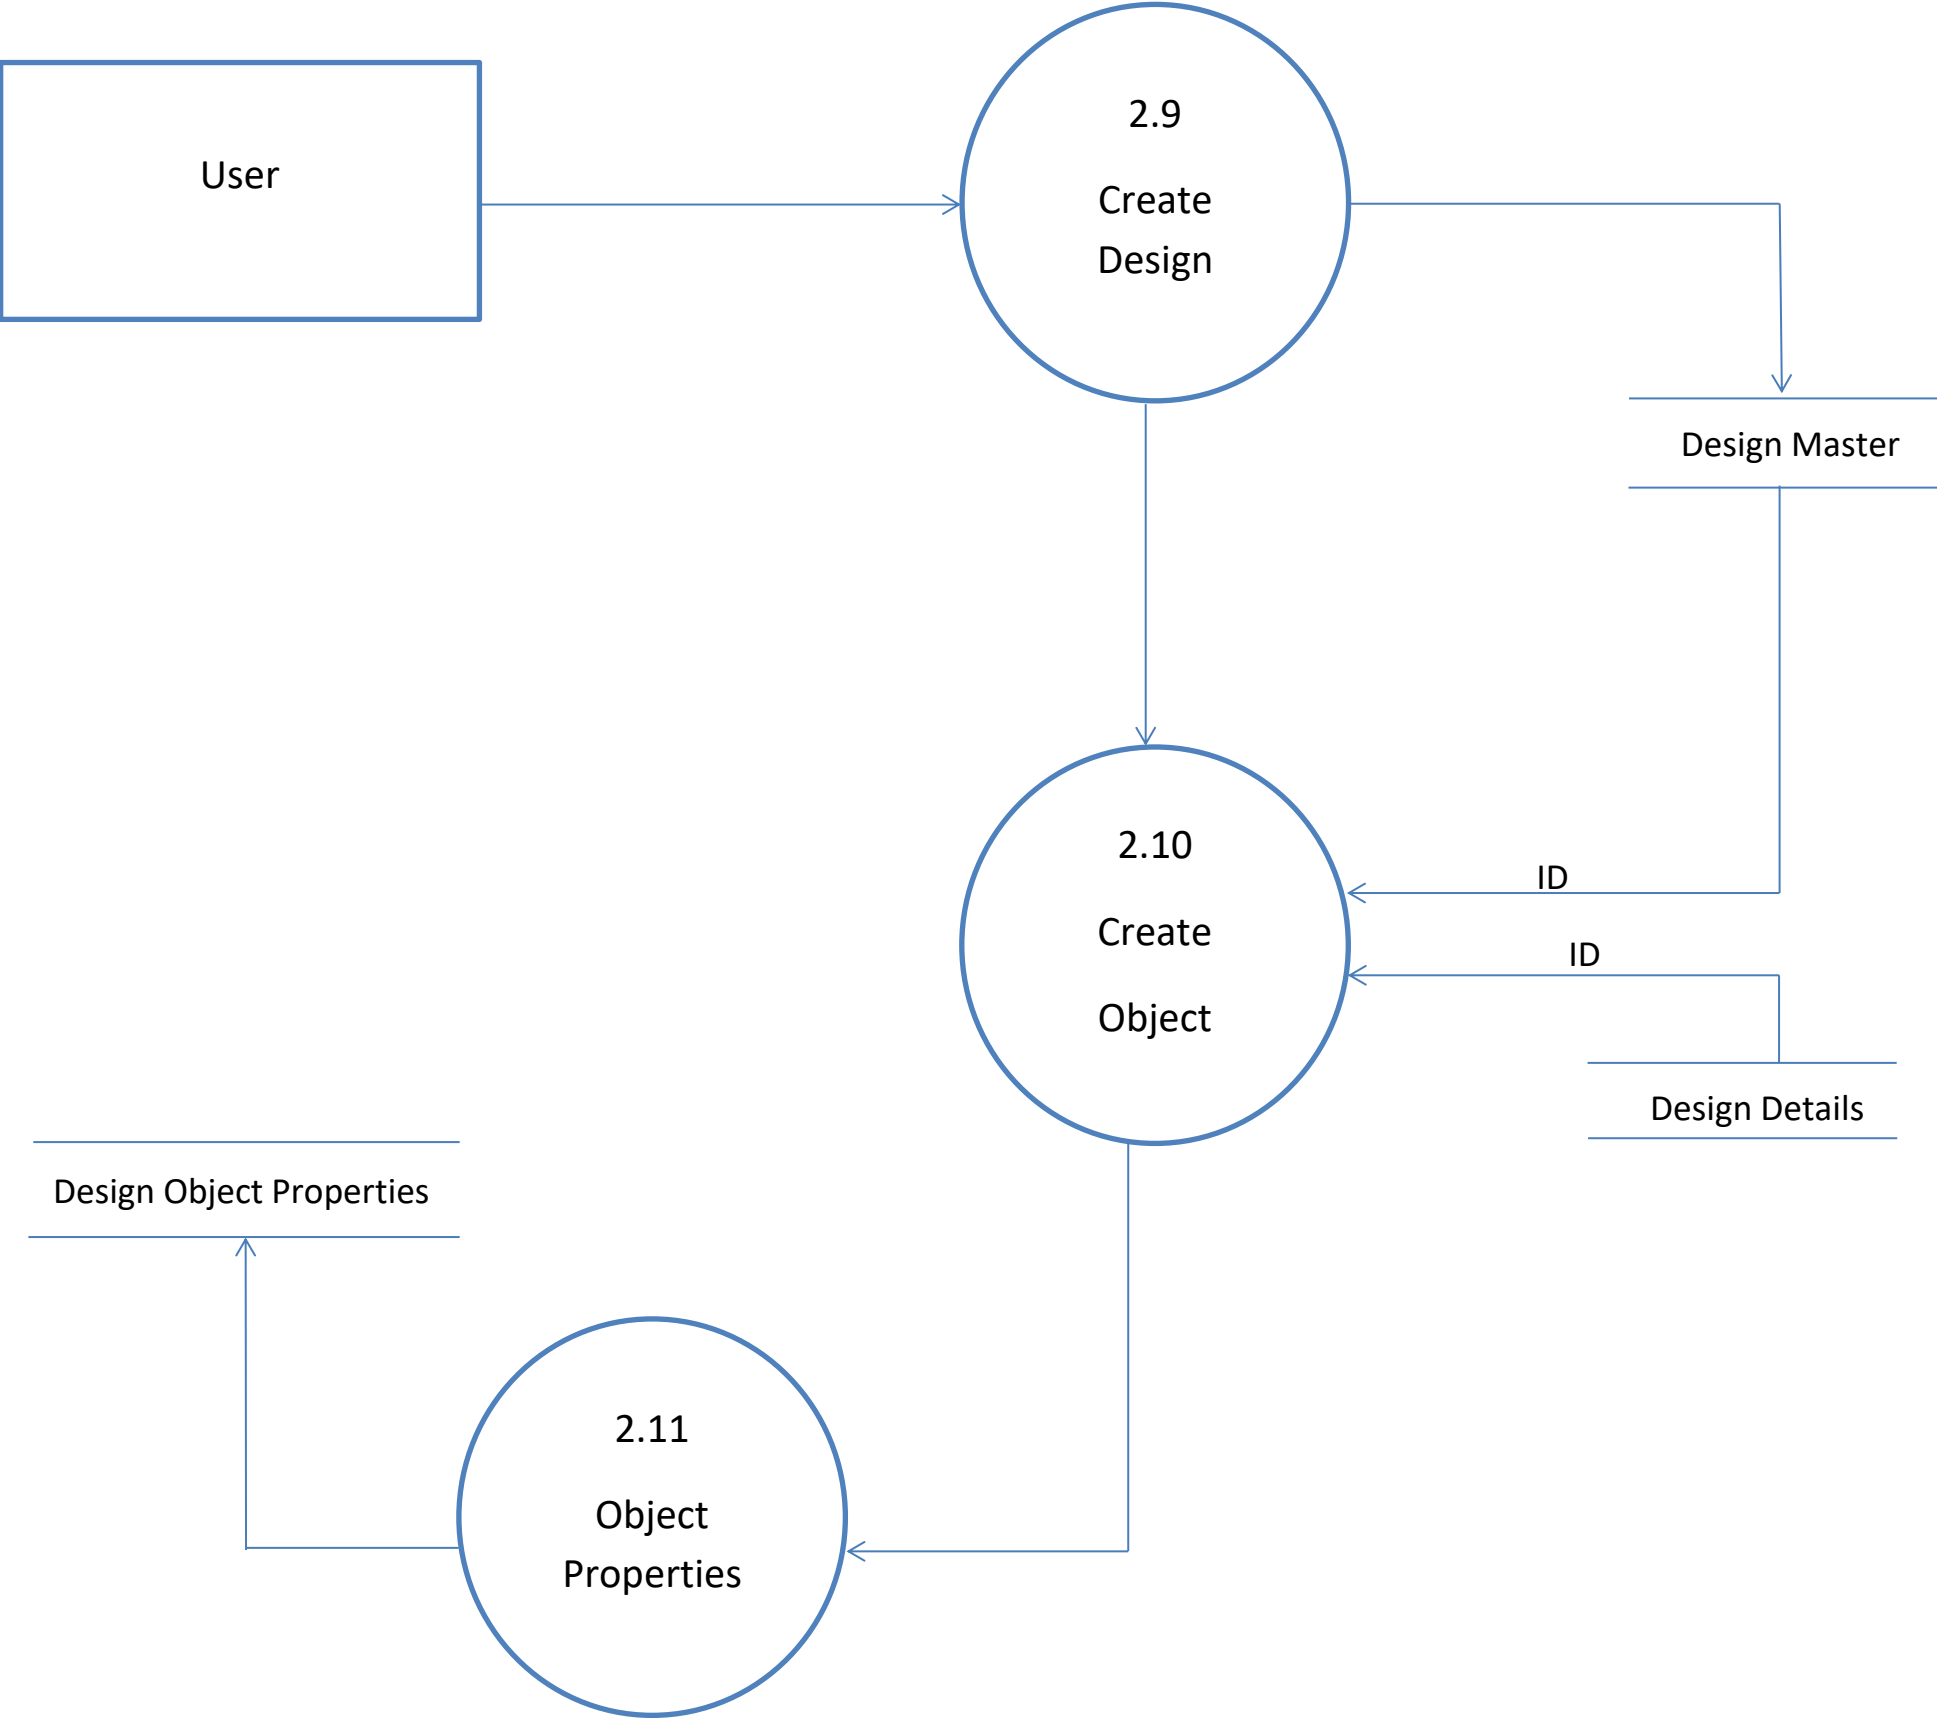 User
2.9
Create
Design
Design Master
2.10
Create
Object
ID
ID
Design Details
Design Object Properties
2.11
Object
Properties